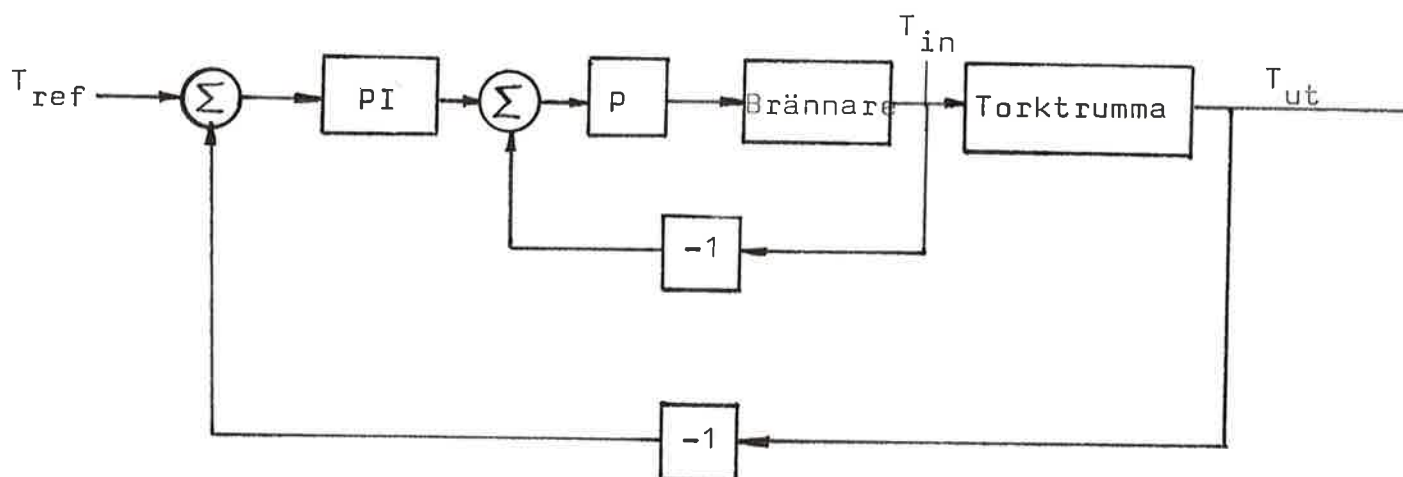 T_in
T_ref
Σ
PI
Σ
P
Brännare
Torktrumma
T_ut
-1
-1